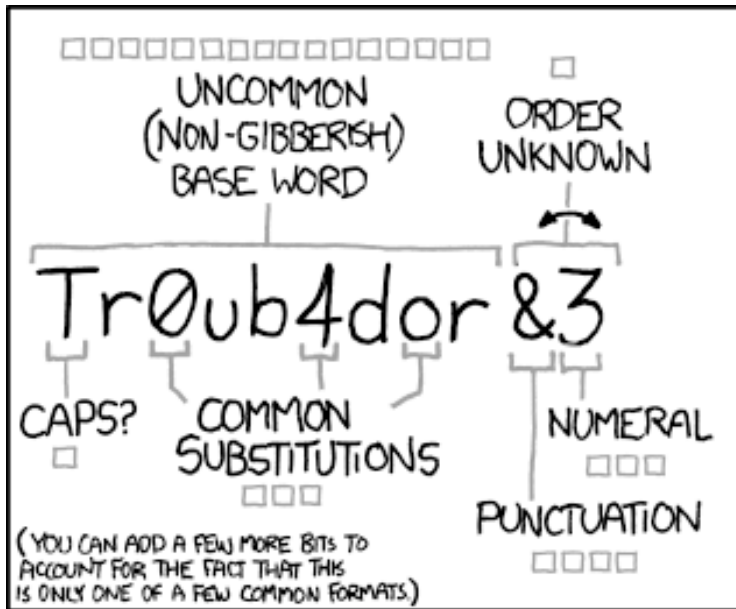 UNCOMMON
(NON-GIBBERISH)
BASE WORD
ORDER
UNKNOWN
Tr0ub4dor &3
CAPS?
COMMON
SUBSTITUTIONS
NUMERAL
PUNCTUATION
(YOU CAN ADD A FEW MORE BITS TO
ACCOUNT FOR THE FACT THAT THIS
IS ONLY ONE OF A FEW COMMON FORMATS.)